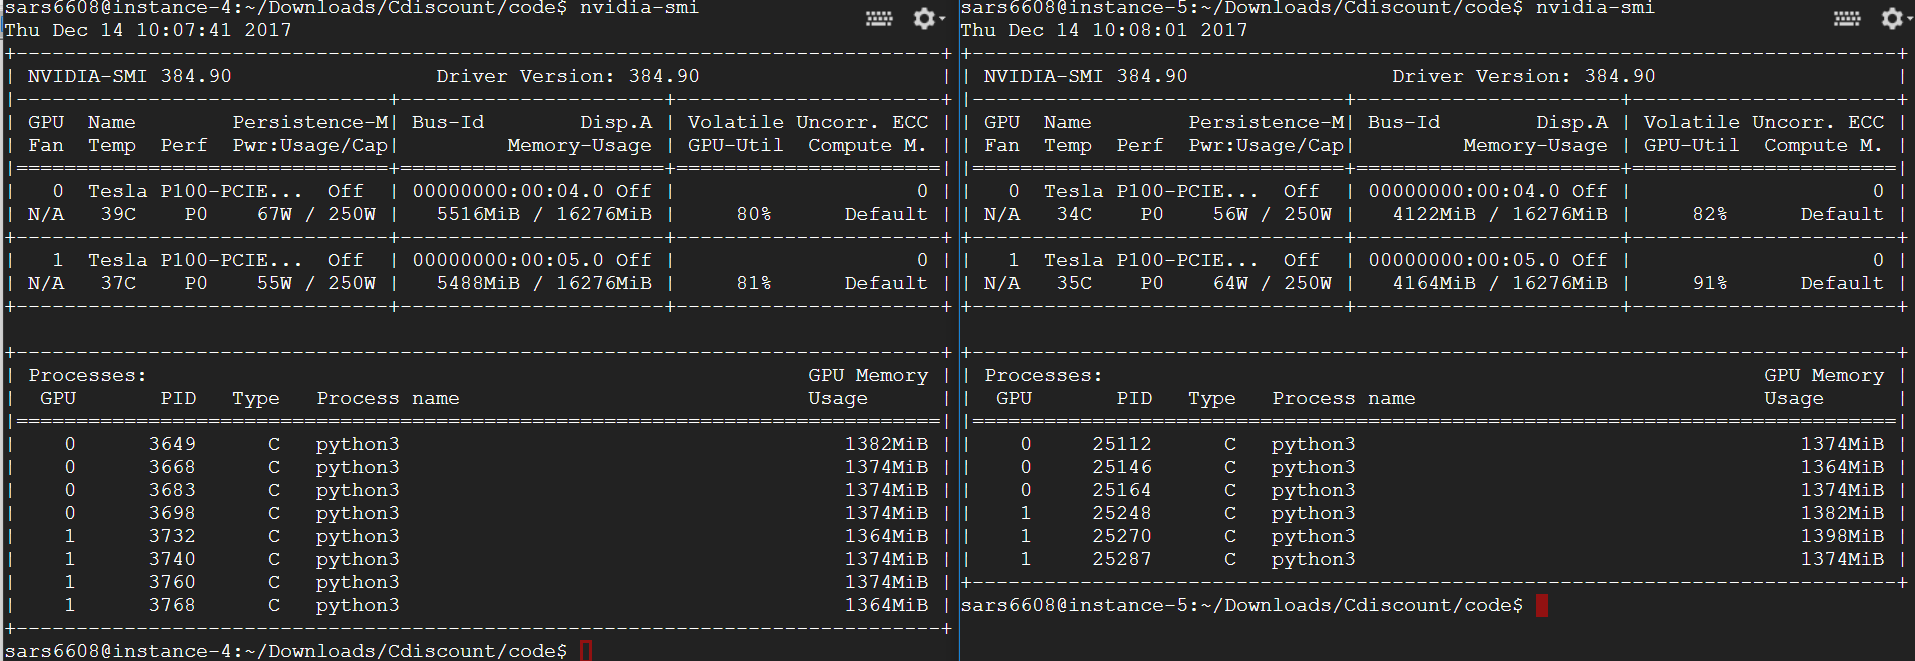 sars6608@instance-4:~/Downloads/Cdiscount/code$ nvidia-smi
Thu Dec 14 10:07:41 2017
+-----------------------------------------------------------------------------+
| NVIDIA-SMI 384.90                 Driver Version: 384.90                    |
|-------------------------------+----------------------+----------------------+
| GPU  Name        Persistence-M| Bus-Id        Disp.A | Volatile Uncorr. ECC |
| Fan  Temp  Perf  Pwr:Usage/Cap|         Memory-Usage | GPU-Util  Compute M. |
|===============================+======================+======================|
|   0  Tesla P100-PCIE...  Off  | 00000000:00:04.0 Off |                    0 |
| N/A   39C    P0    67W / 250W |   5516MiB / 16276MiB |     80%      Default |
+-------------------------------+----------------------+----------------------+
|   1  Tesla P100-PCIE...  Off  | 00000000:00:05.0 Off |                    0 |
| N/A   37C    P0    55W / 250W |   5488MiB / 16276MiB |     81%      Default |
+-------------------------------+----------------------+----------------------+
+-----------------------------------------------------------------------------+
| Processes:                                                       GPU Memory |
|  GPU       PID   Type   Process name                             Usage      |
|=============================================================================|
|    0      3649      C   python3                                     1382MiB |
|    0      3668      C   python3                                     1374MiB |
|    0      3683      C   python3                                     1374MiB |
|    0      3698      C   python3                                     1374MiB |
|    1      3732      C   python3                                     1364MiB |
|    1      3740      C   python3                                     1374MiB |
|    1      3760      C   python3                                     1374MiB |
|    1      3768      C   python3                                     1364MiB |
+-----------------------------------------------------------------------------+
sars6608@instance-4:~/Downloads/Cdiscount/code$
sars6608@instance-5:~/Downloads/Cdiscount/code$ nvidia-smi
Thu Dec 14 10:08:01 2017
+-----------------------------------------------------------------------------+
| NVIDIA-SMI 384.90                 Driver Version: 384.90                    |
|-------------------------------+----------------------+----------------------+
| GPU  Name        Persistence-M| Bus-Id        Disp.A | Volatile Uncorr. ECC |
| Fan  Temp  Perf  Pwr:Usage/Cap|         Memory-Usage | GPU-Util  Compute M. |
|===============================+======================+======================|
|   0  Tesla P100-PCIE...  Off  | 00000000:00:04.0 Off |                    0 |
| N/A   34C    P0    56W / 250W |   4122MiB / 16276MiB |     82%      Default |
+-------------------------------+----------------------+----------------------+
|   1  Tesla P100-PCIE...  Off  | 00000000:00:05.0 Off |                    0 |
| N/A   35C    P0    64W / 250W |   4164MiB / 16276MiB |     91%      Default |
+-------------------------------+----------------------+----------------------+
+-----------------------------------------------------------------------------+
| Processes:                                                       GPU Memory |
|  GPU       PID   Type   Process name                             Usage      |
|=============================================================================|
|    0     25112      C   python3                                     1374MiB |
|    0     25146      C   python3                                     1364MiB |
|    0     25164      C   python3                                     1374MiB |
|    1     25248      C   python3                                     1382MiB |
|    1     25270      C   python3                                     1398MiB |
|    1     25287      C   python3                                     1374MiB |
+-----------------------------------------------------------------------------+
sars6608@instance-5:~/Downloads/Cdiscount/code$